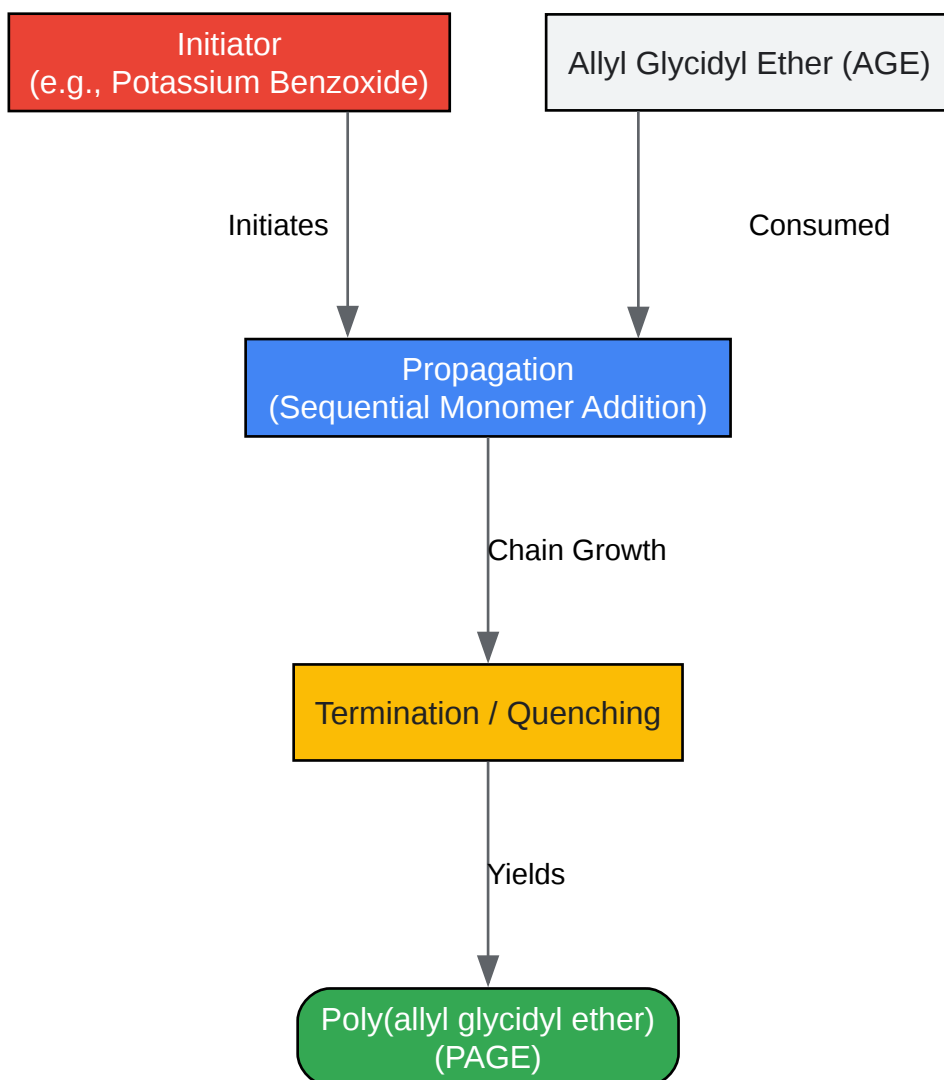 Initiator
(e.g., Potassium Benzoxide)
Allyl Glycidyl Ether (AGE)
Initiates
Consumed
Propagation
(Sequential Monomer Addition)
Chain Growth
Termination / Quenching
Yields
Poly(allyl glycidyl ether)
(PAGE)